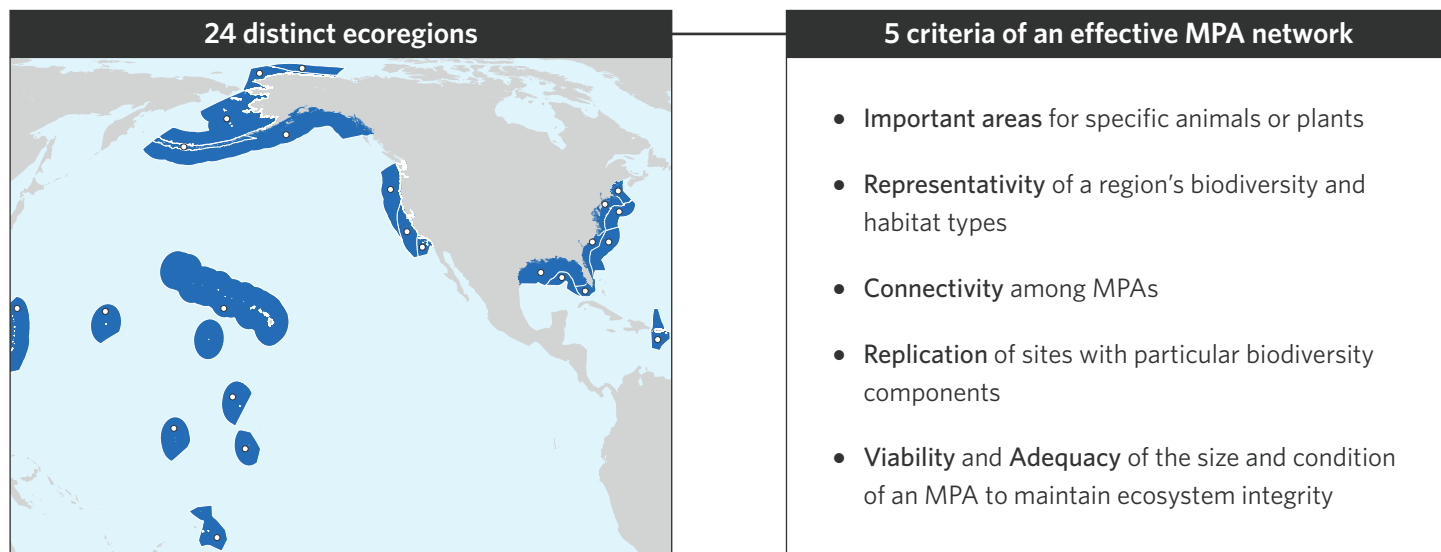 24 distinct ecoregions
5 criteria of an effective MPA network
• Important areas for specific animals or plants
• Representativity of a region's biodiversity and
habitat types
• Connectivity among MPAs
• Replication of sites with particular biodiversity
components
• Viability and Adequacy of the size and condition
of an MPA to maintain ecosystem integrity